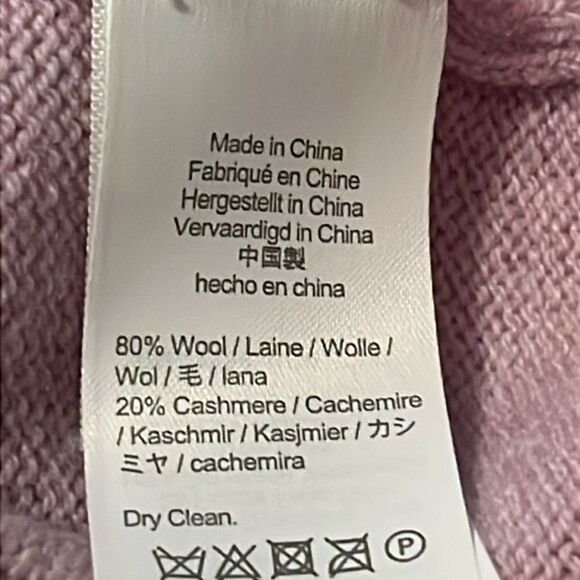 Made in China
Fabriqué en Chine
Hergestellt in China
Vervaardigd in China
中国製
hecho en china
80% Wool / Laine / Wolle /
Wol / 毛 / lana
20% Cashmere / Cachemire
/ Kaschmir / Kasjmier / カシ
ミヤ / cachemira
Dry Clean.
P